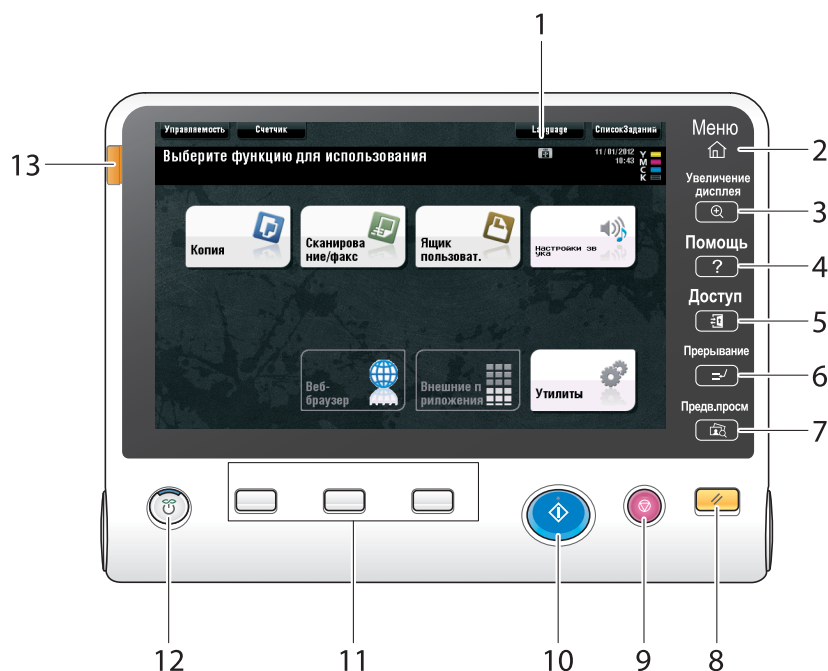 1
Управляемость Счетчик Language СписокЗадания
Выберите функцию для использования
11/01/2012
10:43
Y
M
C
K
Копия
Сканирова
ние/факс
Ящик
пользоват.
Настройки зв
ука
Веб-
браузер
Внешние п
риложения
Утилиты
Меню
2
Увеличение
дисплея
3
Помощь
?
4
Доступ
5
Прерывание
6
Предв.просм
7
13
12
11
10
9
8